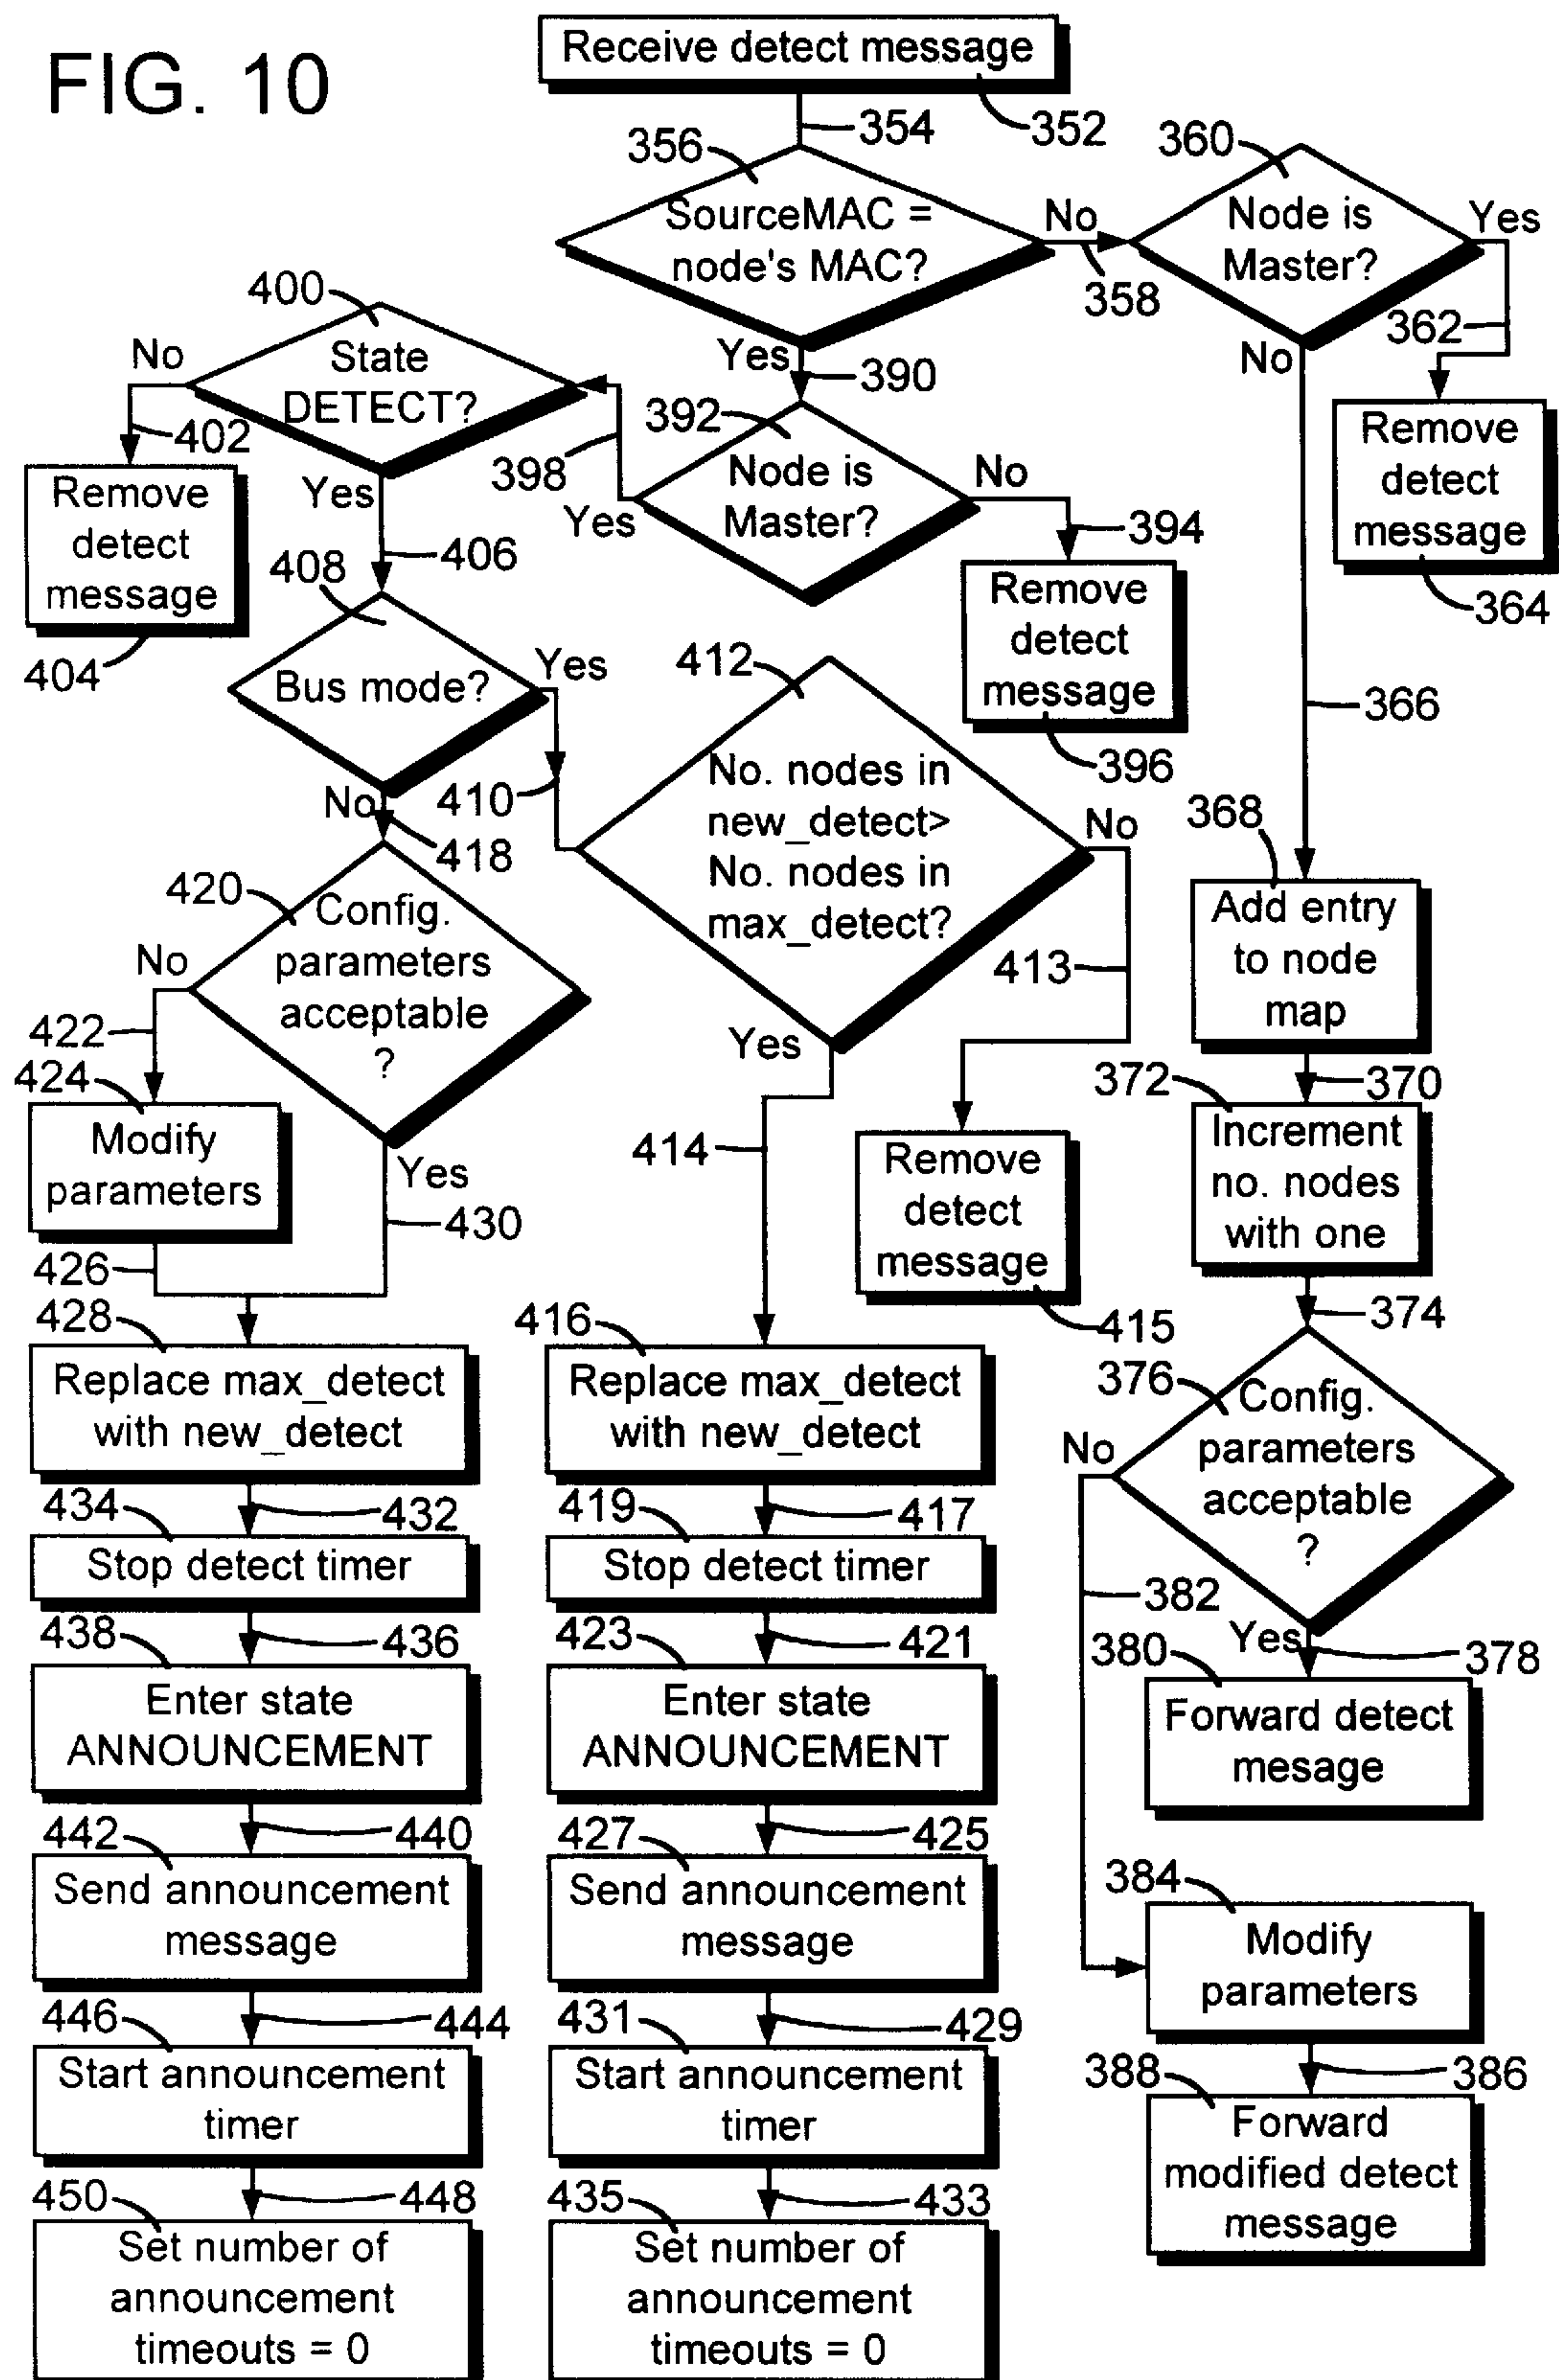 FIG. 10
Receive detect message
354
352
356
360
SourceMAC =
node's MAC?
No
358
Node is
Master?
Yes
362
No
Remove
detect
message
364
400
State
DETECT?
No
402
Remove
detect
message
404
Yes
390
392
398
Node is
Master?
Yes
No
394
Remove
detect
message
396
Yes
406
408
Bus mode?
Yes
410
412
No. nodes in
new_detect>
No. nodes in
max_detect?
No
413
Yes
414
Remove
detect
message
415
366
368
Add entry
to node
map
370
372
Increment
no. nodes
with one
374
376
Config.
parameters
acceptable
?
No
382
Yes
378
380
Forward detect
mesage
384
Modify
parameters
386
388
Forward
modified detect
message
No
418
420
Config.
parameters
acceptable
?
No
422
424
Modify
parameters
426
Yes
430
428
Replace max_detect
with new_detect
432
434
Stop detect timer
436
438
Enter state
ANNOUNCEMENT
440
442
Send announcement
message
444
446
Start announcement
timer
448
450
Set number of
announcement
timeouts = 0
416
Replace max_detect
with new_detect
417
419
Stop detect timer
421
423
Enter state
ANNOUNCEMENT
425
427
Send announcement
message
429
431
Start announcement
timer
433
435
Set number of
announcement
timeouts = 0